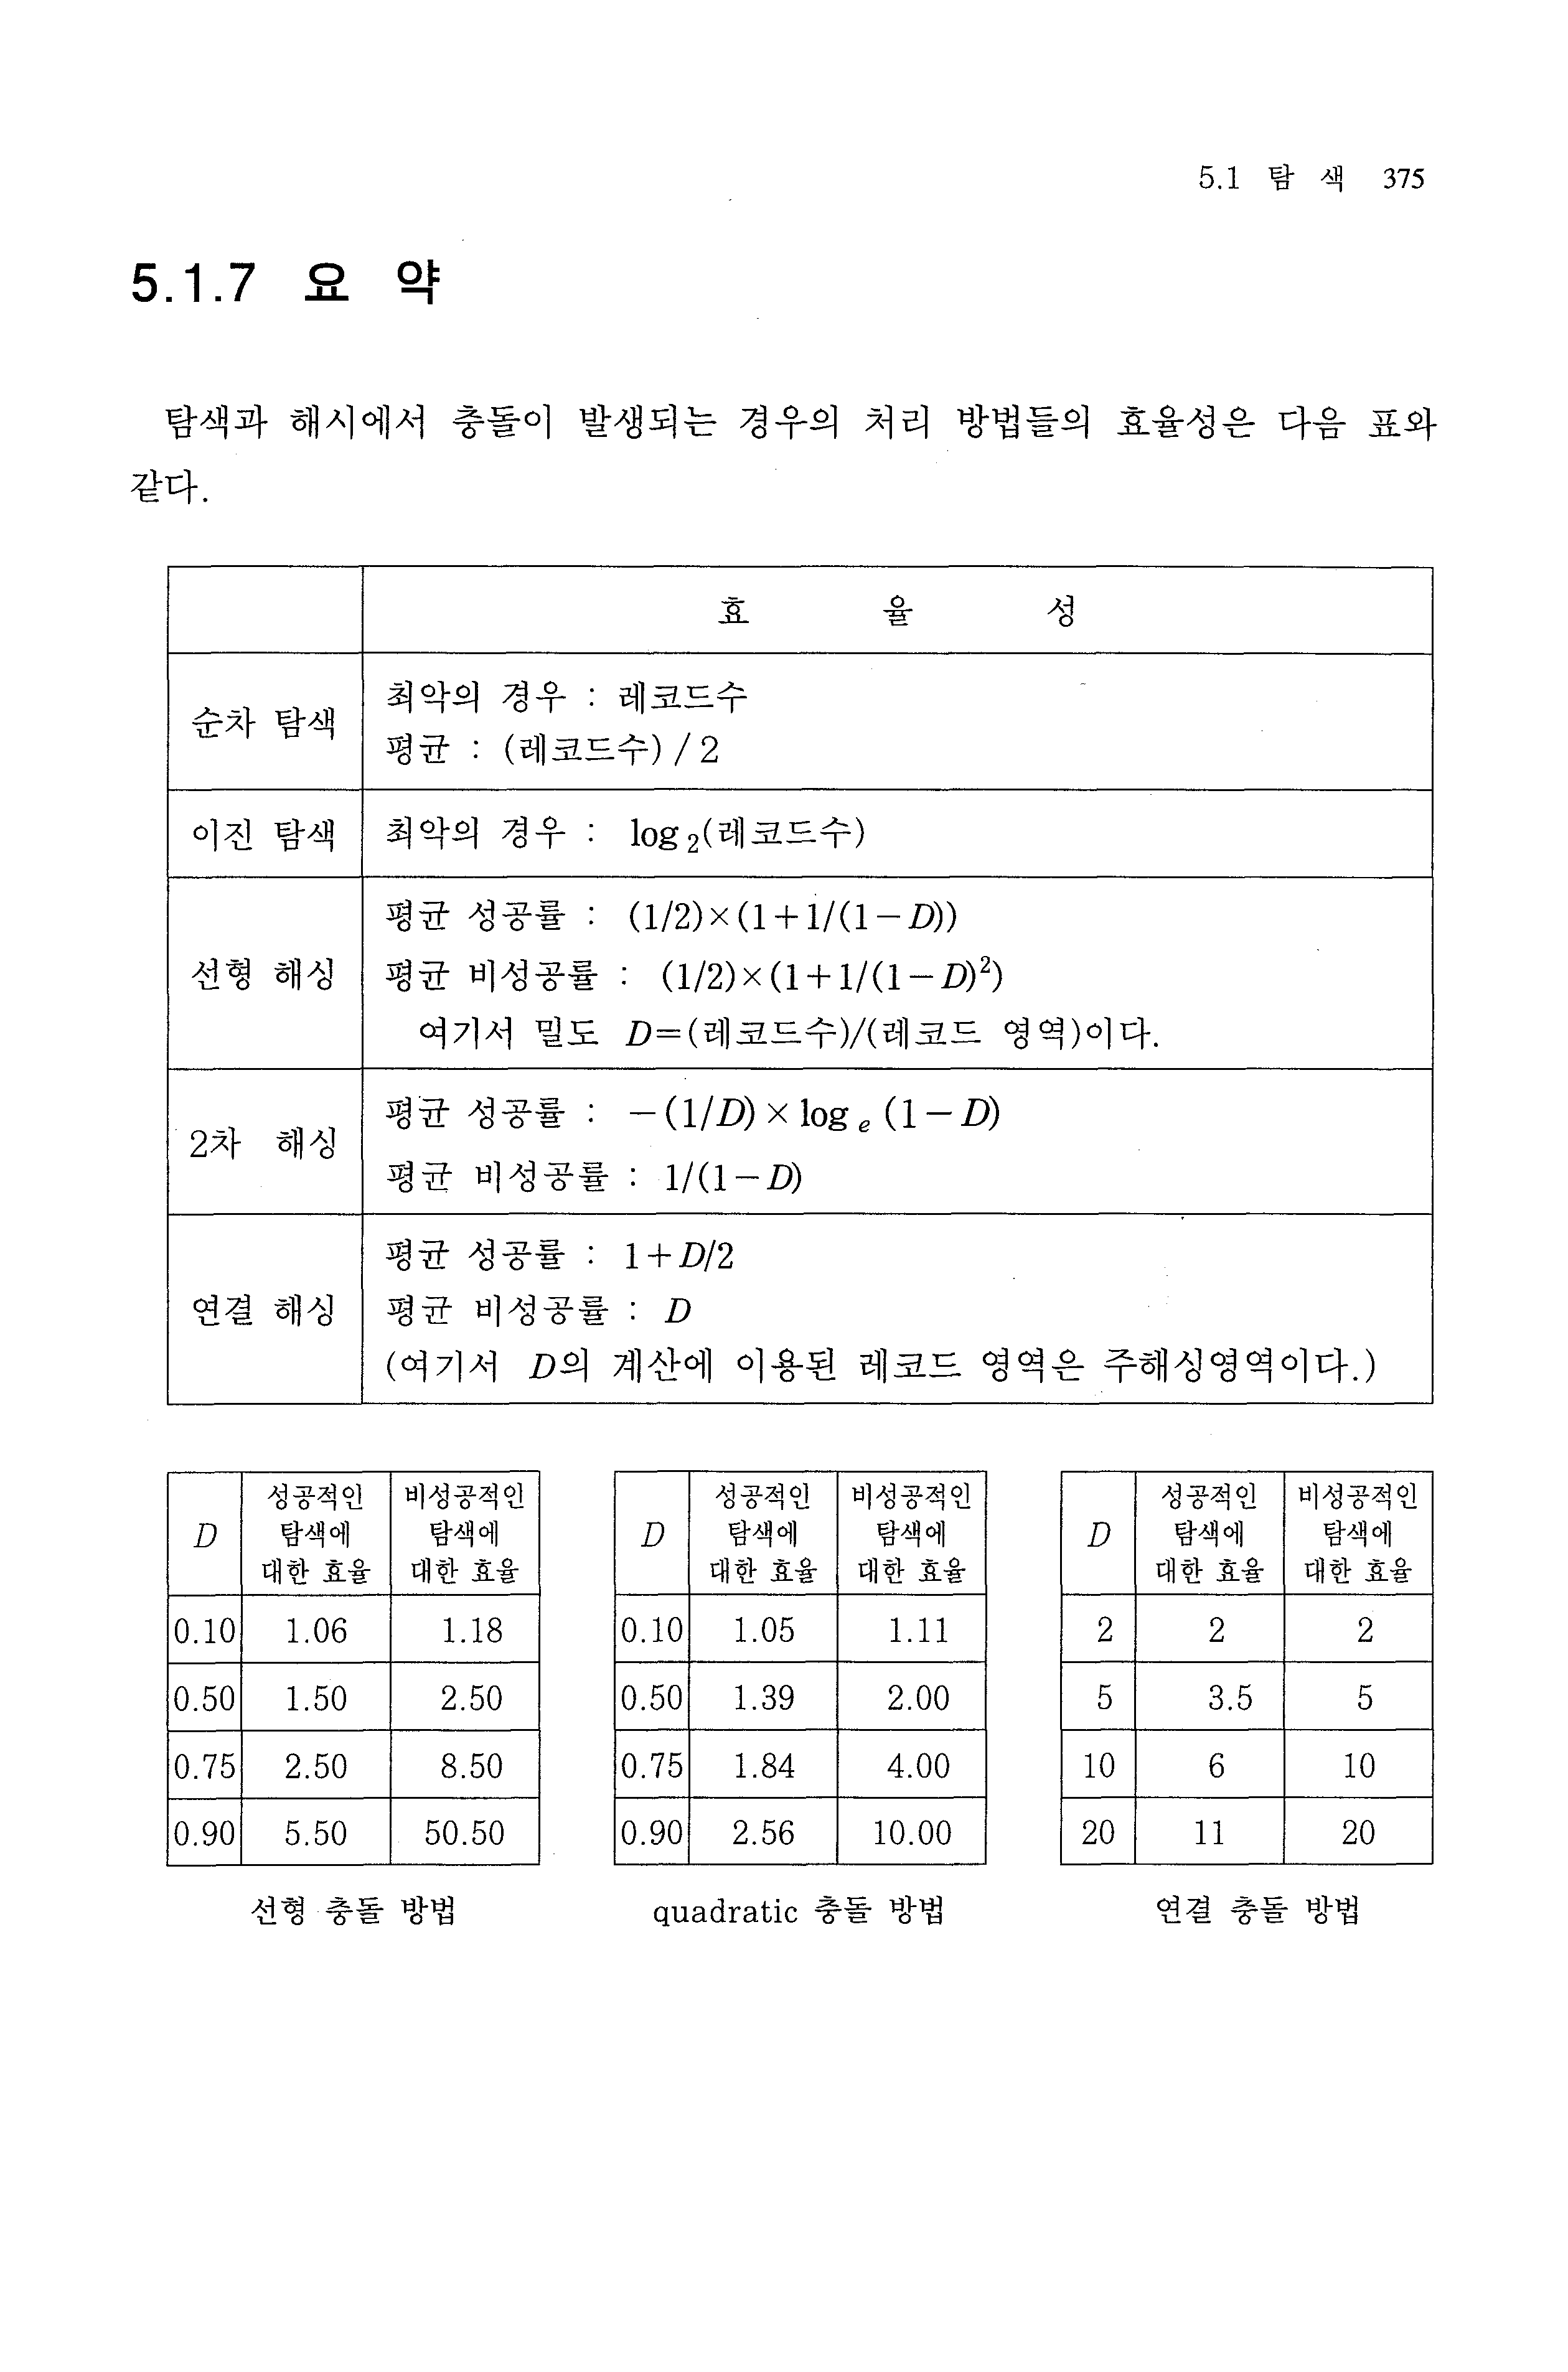 5.1 탐 색 375
5.1.7 요 약
탐색과 해시에서 충돌이 발생되는 경우의 처리 방법들의 효율성은 다음 표와
같다.
효 율 성
순차 탐색
최악의 경우 : 레코드수
평균 : (레코드수) / 2
이진 탐색
최악의 경우 : log₂(레코드수)
선형 해싱
평균 성공률 : (1/2)×(1+1/(1−D))
평균 비성공률 : (1/2)×(1+1/(1−D)²)
여기서 밀도 D=(레코드수)/(레코드 영역)이다.
2차 해싱
평균 성공률 : −(1/D)×logₑ(1−D)
평균 비성공률 : 1/(1−D)
연결 해싱
평균 성공률 : 1+D/2
평균 비성공률 : D
(여기서 D의 계산에 이용된 레코드 영역은 주해싱영역이다.)
D 성공적인 탐색에 대한 효율 비성공적인 탐색에 대한 효율
0.10 1.06 1.18
0.50 1.50 2.50
0.75 2.50 8.50
0.90 5.50 50.50
선형 충돌 방법
D 성공적인 탐색에 대한 효율 비성공적인 탐색에 대한 효율
0.10 1.05 1.11
0.50 1.39 2.00
0.75 1.84 4.00
0.90 2.56 10.00
quadratic 충돌 방법
D 성공적인 탐색에 대한 효율 비성공적인 탐색에 대한 효율
2 2 2
5 3.5 5
10 6 10
20 11 20
연결 충돌 방법